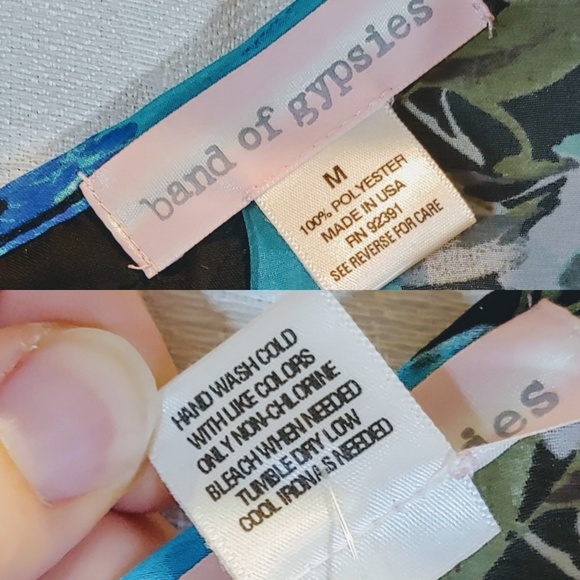 band of gypsies
M
100% POLYESTER
MADE IN USA
RN 92391
SEE REVERSE FOR CARE
HAND WASH COLD
WITH LIKE COLORS
ONLY NON-CHLORINE
BLEACH WHEN NEEDED
TUMBLE DRY LOW
COOL IRON AS NEEDED
sies